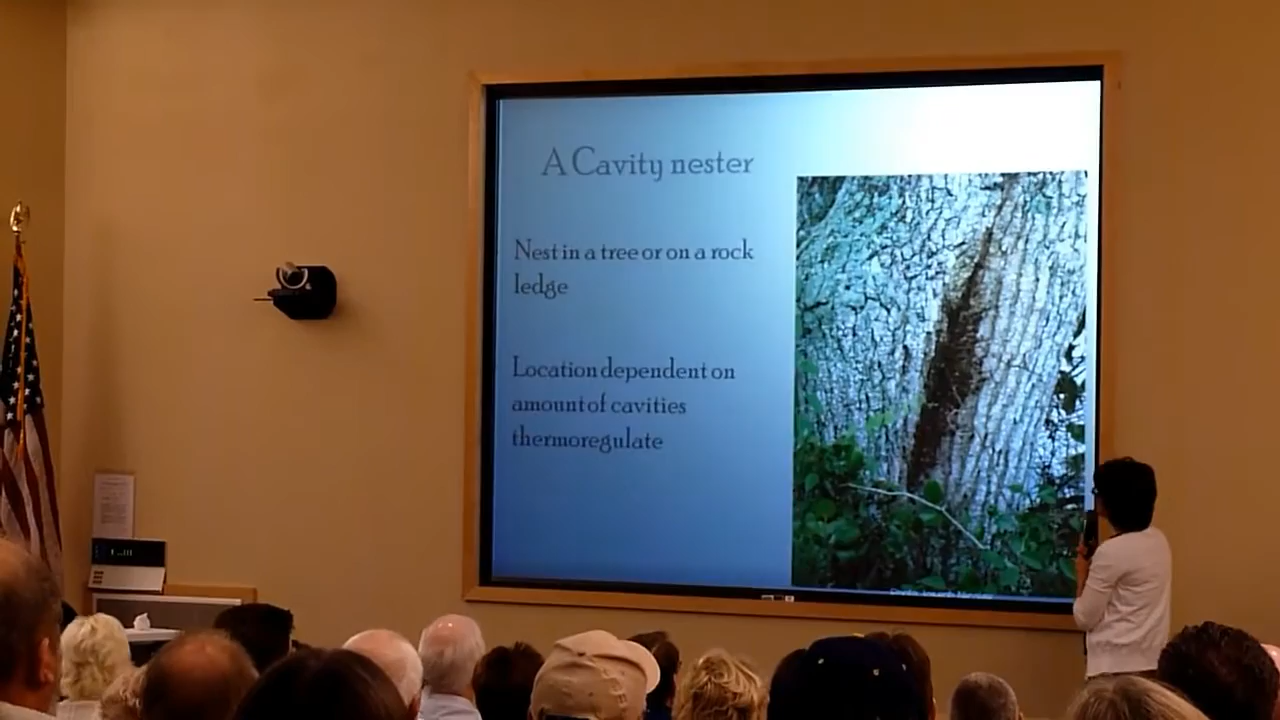 A Cavity nester
Nest in a tree or on a rock
ledge
Location dependent on
amount of cavities
thermoregulate